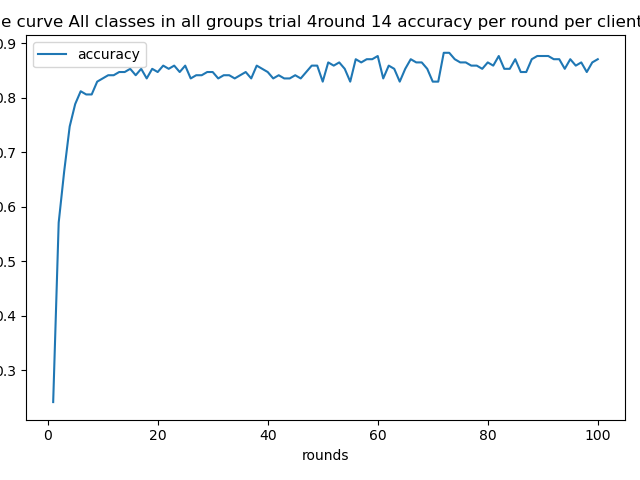 e curve All classes in all groups trial 4round 14 accuracy per round per client
accuracy
0.9
0.8
0.7
0.6
0.5
0.4
0.3
0 20 40 60 80 100
rounds